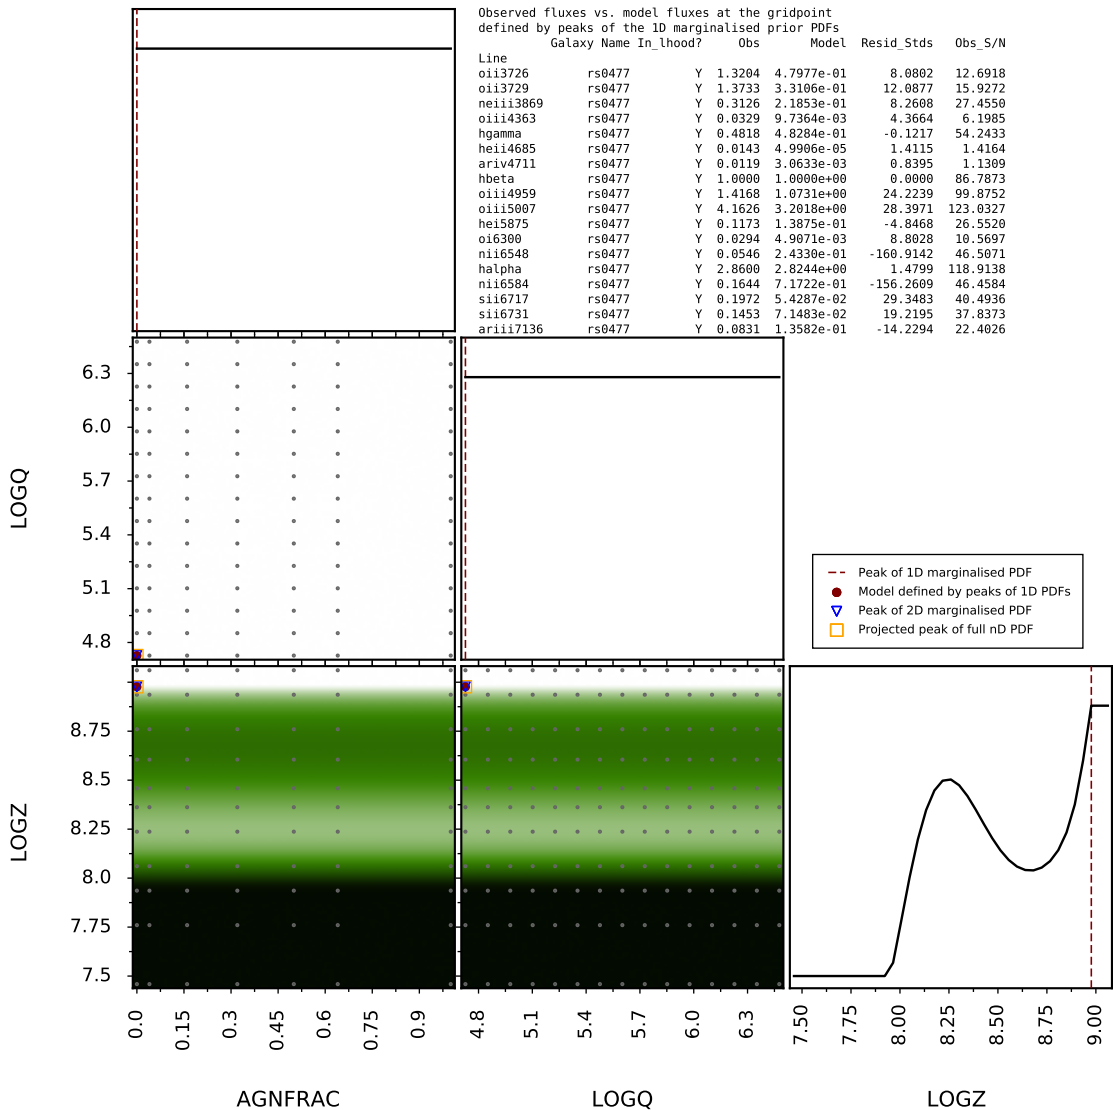 Observed fluxes vs. model fluxes at the gridpoint
defined by peaks of the 1D marginalised prior PDFs
Galaxy Name In_lhood? Obs Model Resid_Stds Obs_S/N
Line
oii3726 rs0477 Y 1.3204 4.7977e-01 8.0802 12.6918
oii3729 rs0477 Y 1.3733 3.3106e-01 12.0877 15.9272
neiii3869 rs0477 Y 0.3126 2.1853e-01 8.2608 27.4550
oiii4363 rs0477 Y 0.0329 9.7364e-03 4.3664 6.1985
hgamma rs0477 Y 0.4818 4.8284e-01 -0.1217 54.2433
heii4685 rs0477 Y 0.0143 4.9906e-05 1.4115 1.4164
ariv4711 rs0477 Y 0.0119 3.0633e-03 0.8395 1.1309
hbeta rs0477 Y 1.0000 1.0000e+00 0.0000 86.7873
oiii4959 rs0477 Y 1.4168 1.0731e+00 24.2239 99.8752
oiii5007 rs0477 Y 4.1626 3.2018e+00 28.3971 123.0327
hei5875 rs0477 Y 0.1173 1.3875e-01 -4.8468 26.5520
oi6300 rs0477 Y 0.0294 4.9071e-03 8.8028 10.5697
nii6548 rs0477 Y 0.0546 2.4330e-01 -160.9142 46.5071
halpha rs0477 Y 2.8600 2.8244e+00 1.4799 118.9138
nii6584 rs0477 Y 0.1644 7.1722e-01 -156.2609 46.4584
sii6717 rs0477 Y 0.1972 5.4287e-02 29.3483 40.4936
sii6731 rs0477 Y 0.1453 7.1483e-02 19.2195 37.8373
ariii7136 rs0477 Y 0.0831 1.3582e-01 -14.2294 22.4026
6.3
6.0
5.7
5.4
5.1
4.8
LOGQ
Peak of 1D marginalised PDF
Model defined by peaks of 1D PDFs
Peak of 2D marginalised PDF
Projected peak of full nD PDF
8.75
8.5
8.25
8.0
7.75
7.5
LOGZ
0.0 0.15 0.3 0.45 0.6 0.75 0.9
4.8 5.1 5.4 5.7 6.0 6.3
7.50 7.75 8.00 8.25 8.50 8.75 9.00
AGNFRAC LOGQ LOGZ